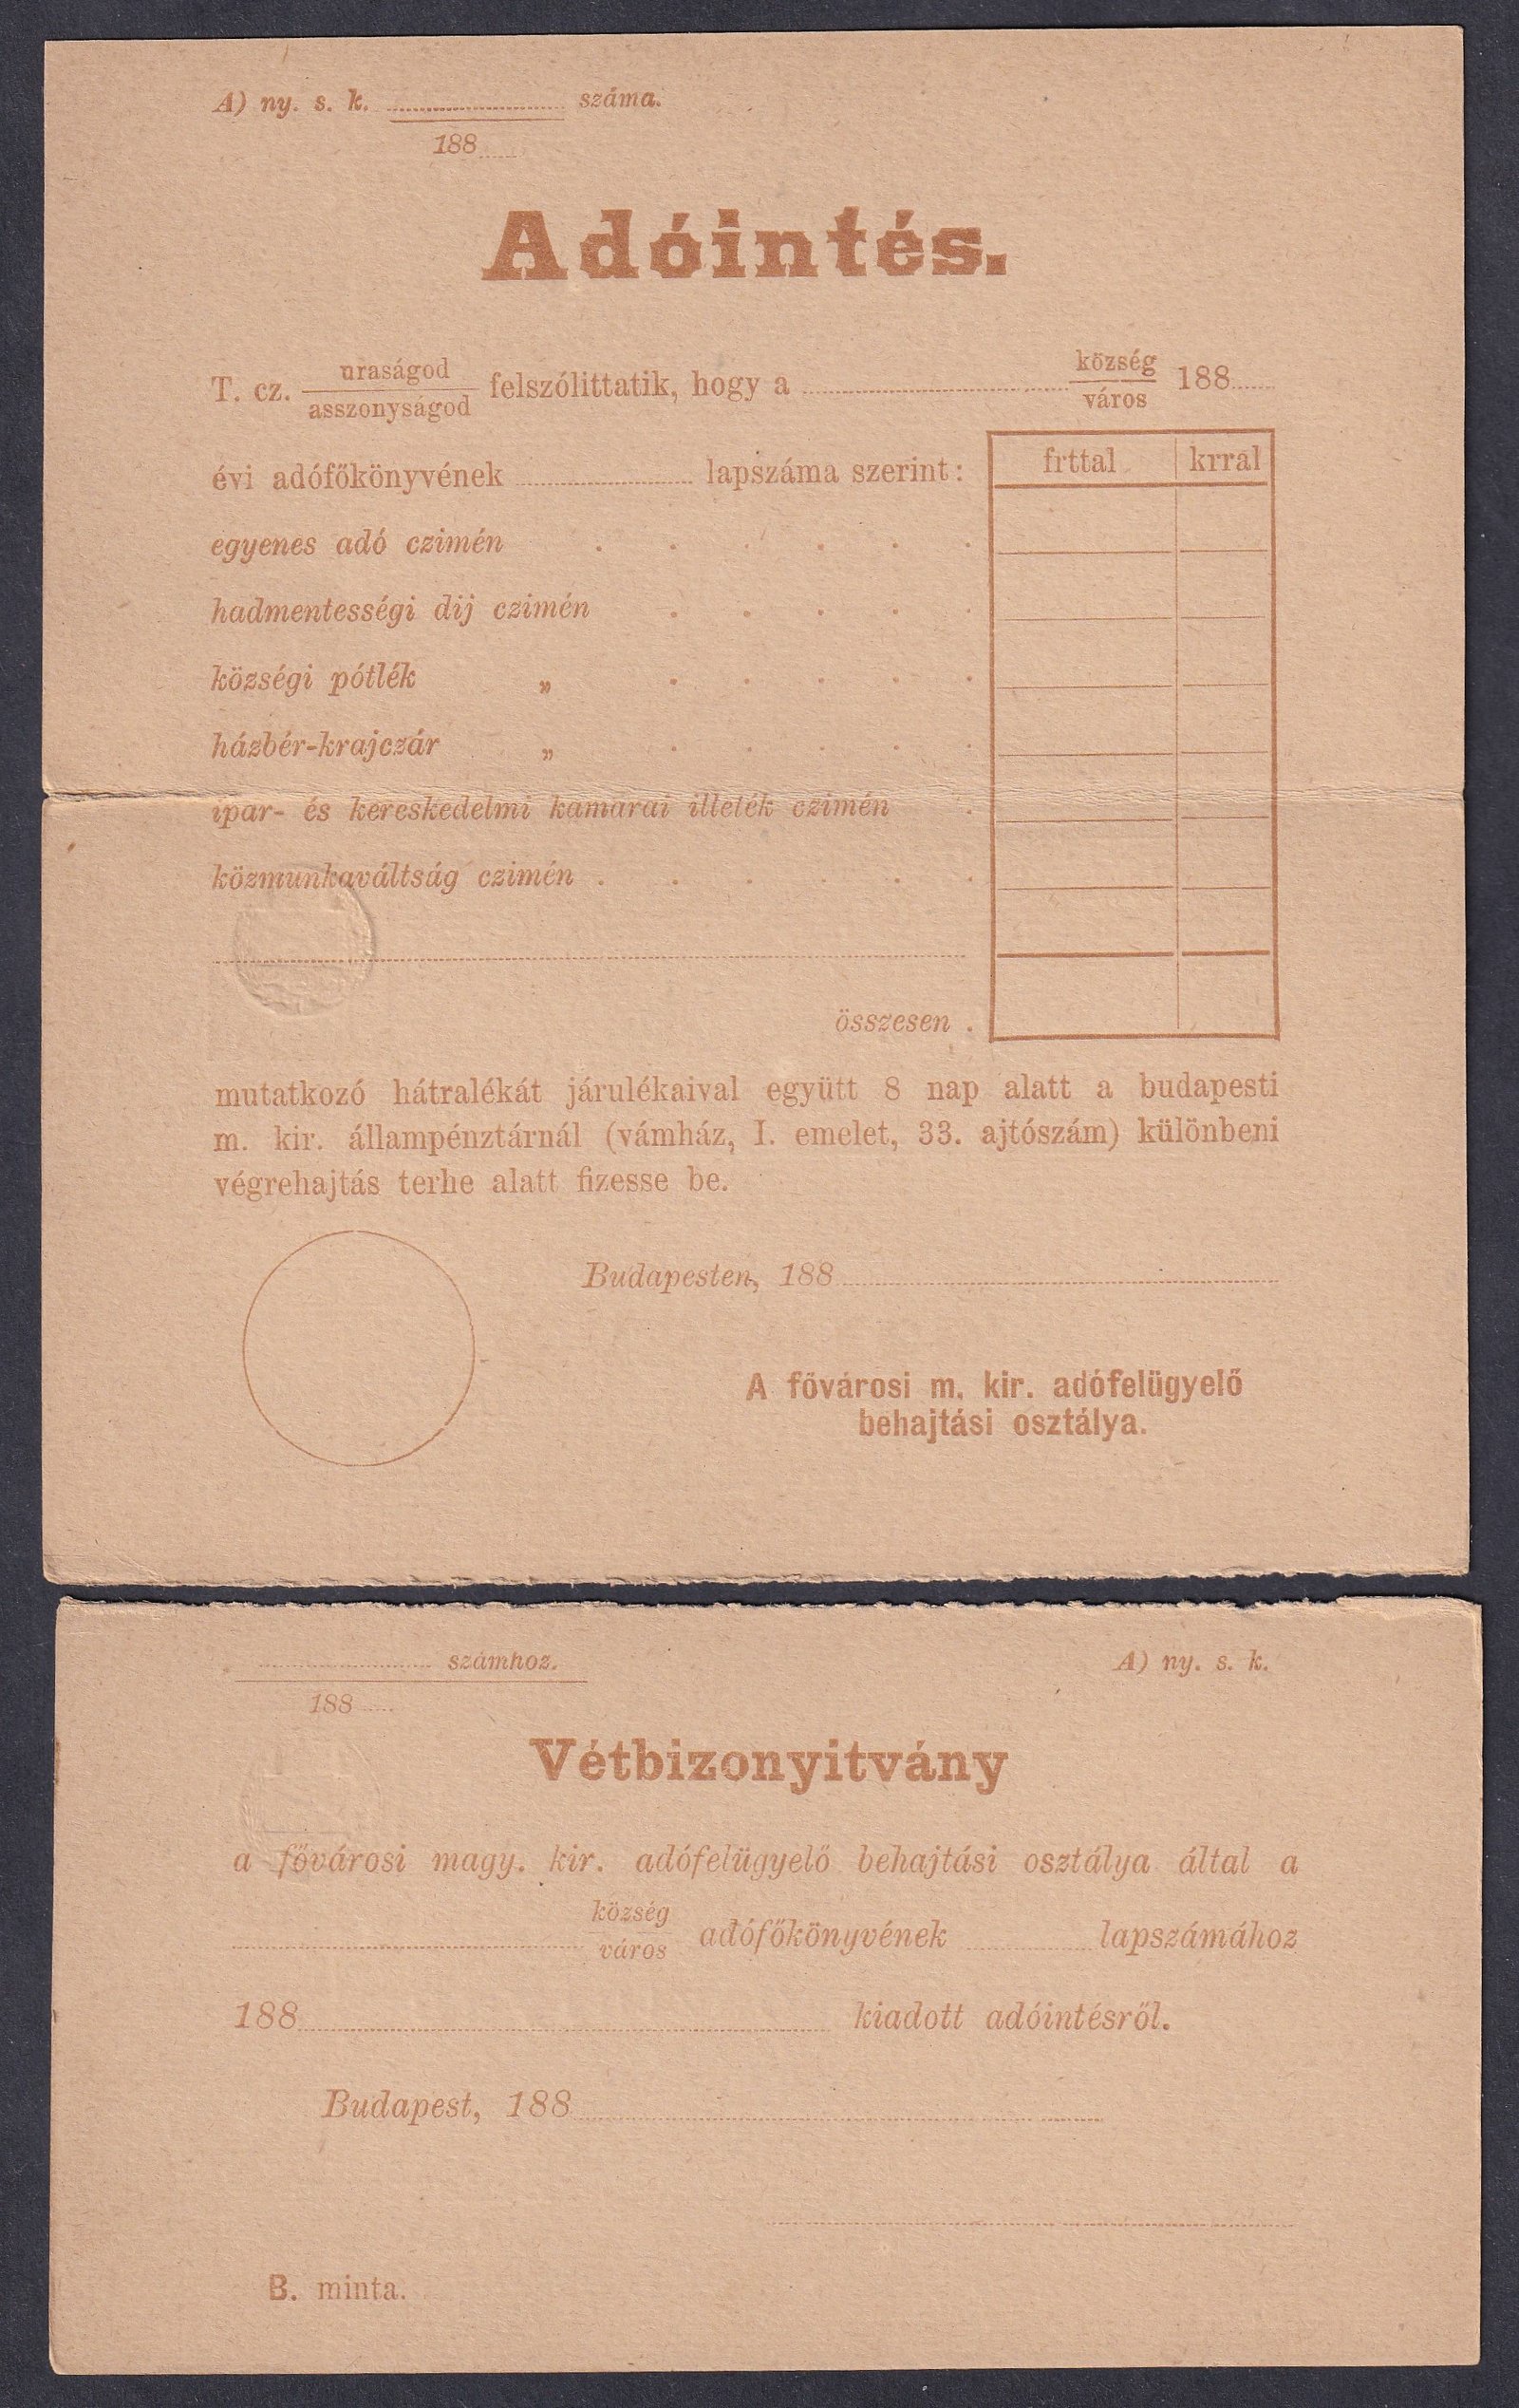 A) ny. s. k. száma.
188
Adóintés.
T. cz. uraságod felszólittatik, hogy a község 188
asszonyságod város
évi adófőkönyvének lapszáma szerint: frttal krral
egyenes adó czimén . . . . . .
hadmentességi dij czimén . . . . .
községi pótlék „ . . . . .
házbér-krajczár „ . . . . .
ipar- és kereskedelmi kamarai illeték czimén .
közmunkaváltság czimén . . . . . .
összesen .
mutatkozó hátralékát járulékaival együtt 8 nap alatt a budapesti
m. kir. állampénztárnál (vámház, I. emelet, 33. ajtószám) különbeni
végrehajtás terhe alatt fizesse be.
Budapesten, 188
A fővárosi m. kir. adófelügyelő
behajtási osztálya.
számhoz. A) ny. s. k.
188
Vétbizonyitvány
a fővárosi magy. kir. adófelügyelő behajtási osztálya által a
község
város adófőkönyvének lapszámához
188 kiadott adóintésről.
Budapest, 188
B. minta.